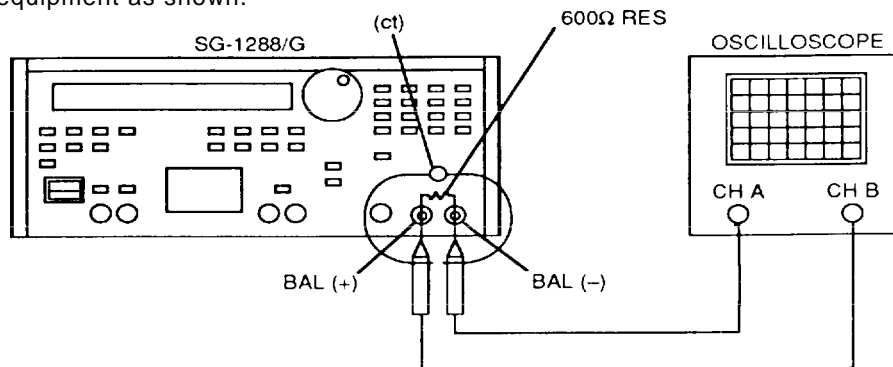 equipment as shown.
(ct)
600Ω RES
SG-1288/G
OSCILLOSCOPE
CH A
CH B
BAL (+)
BAL (–)